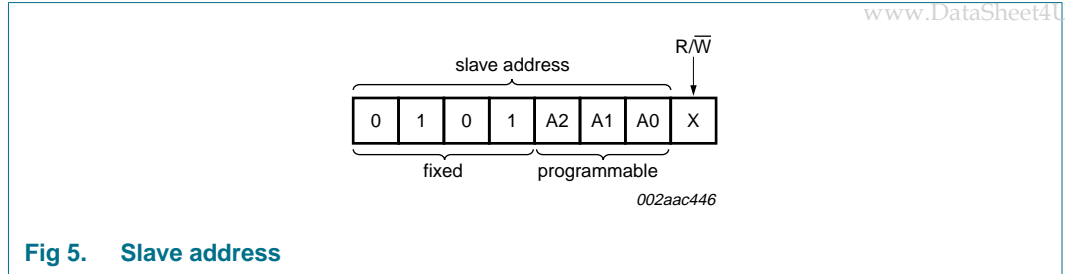 www.DataSheet4U
R/W̅
slave address
0 1 0 1 A2 A1 A0 X
fixed programmable
002aac446
Fig 5. Slave address